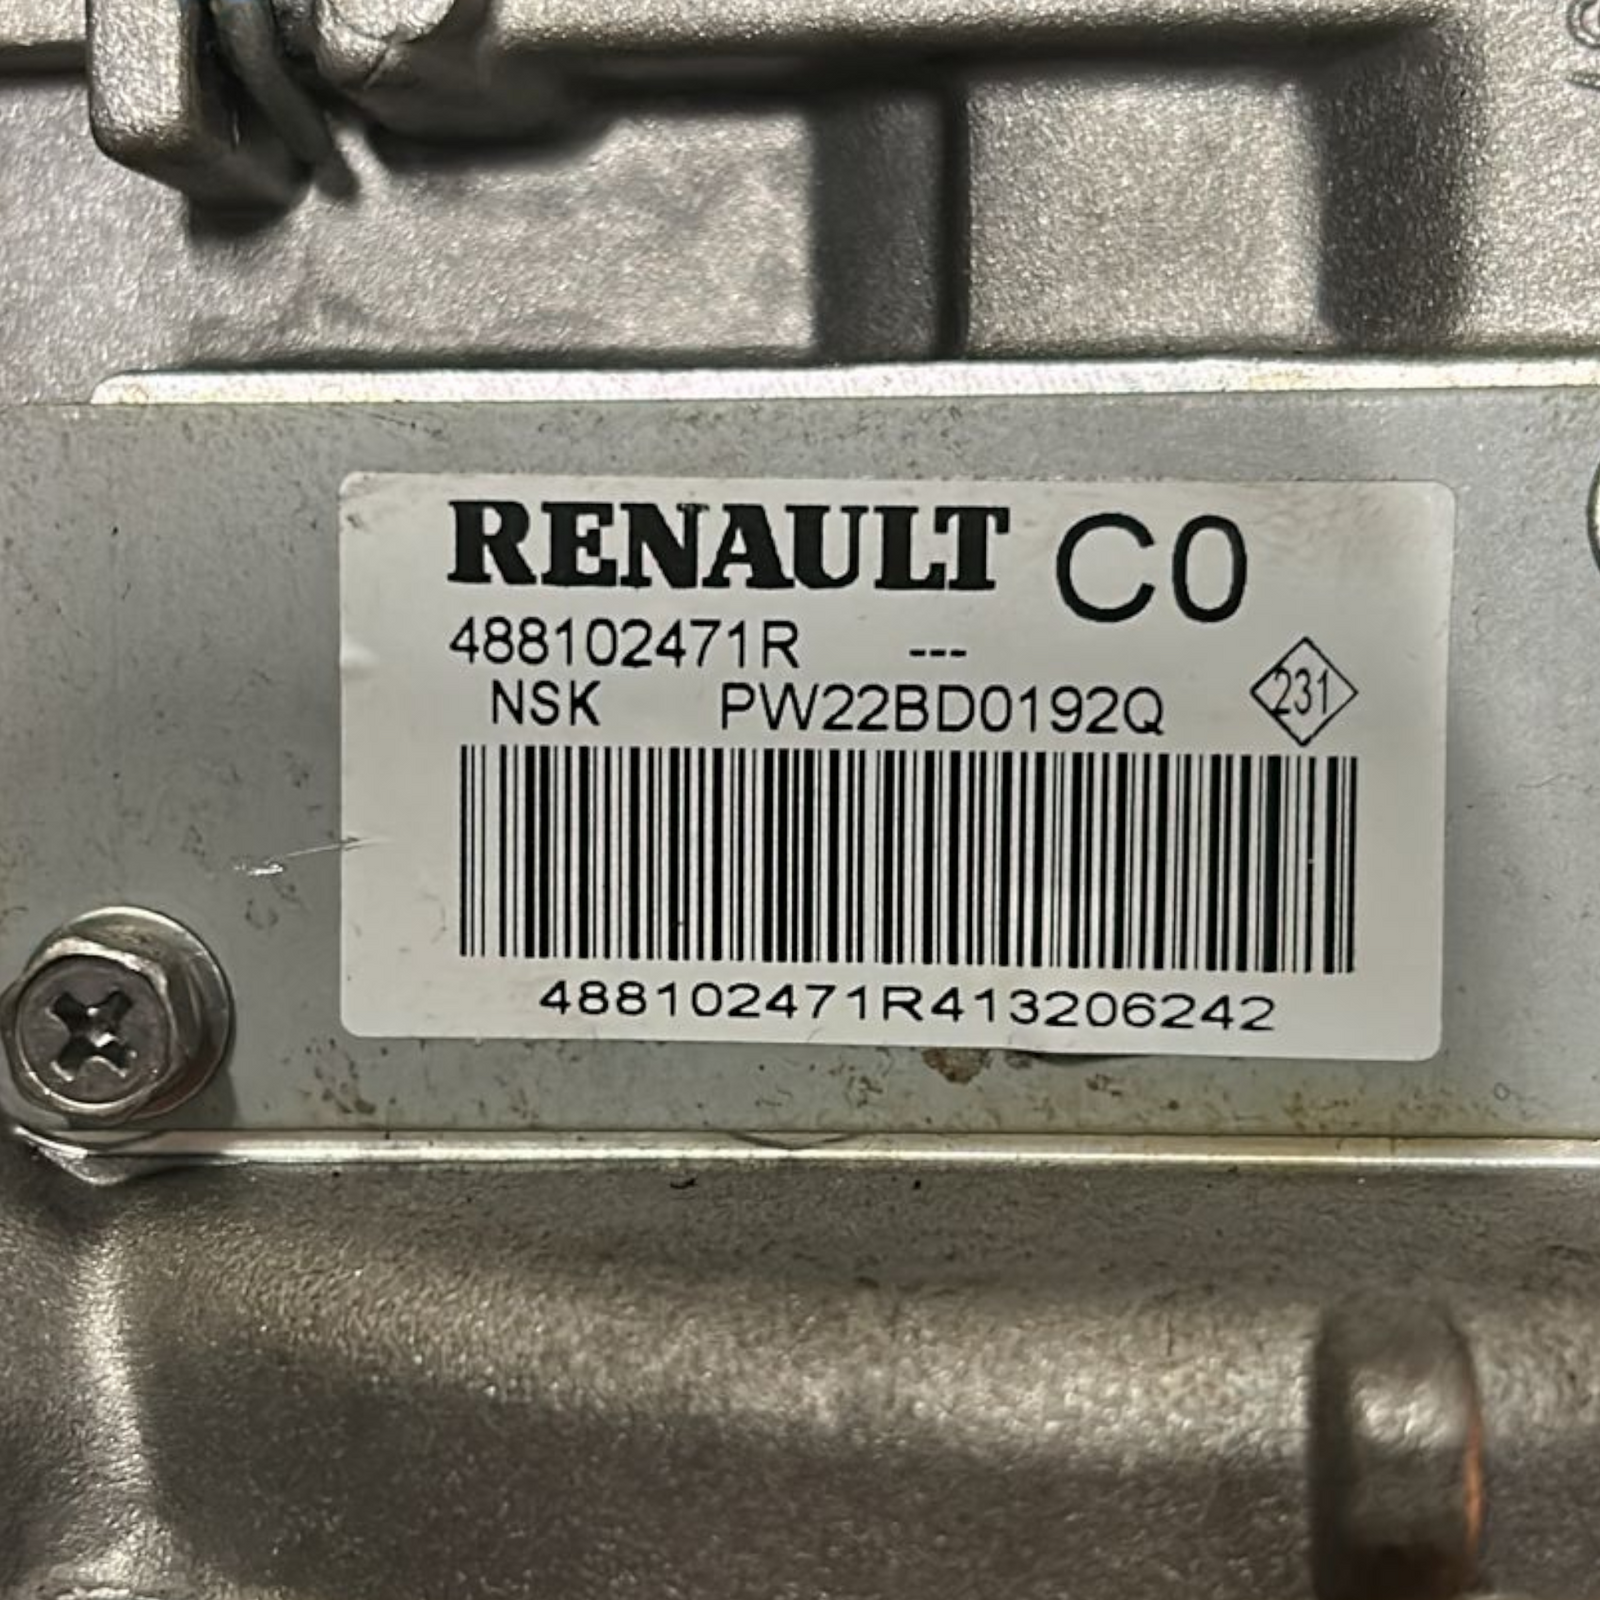 RENAULT C0
488102471R ---
NSK PW22BD0192Q 231
488102471R413206242